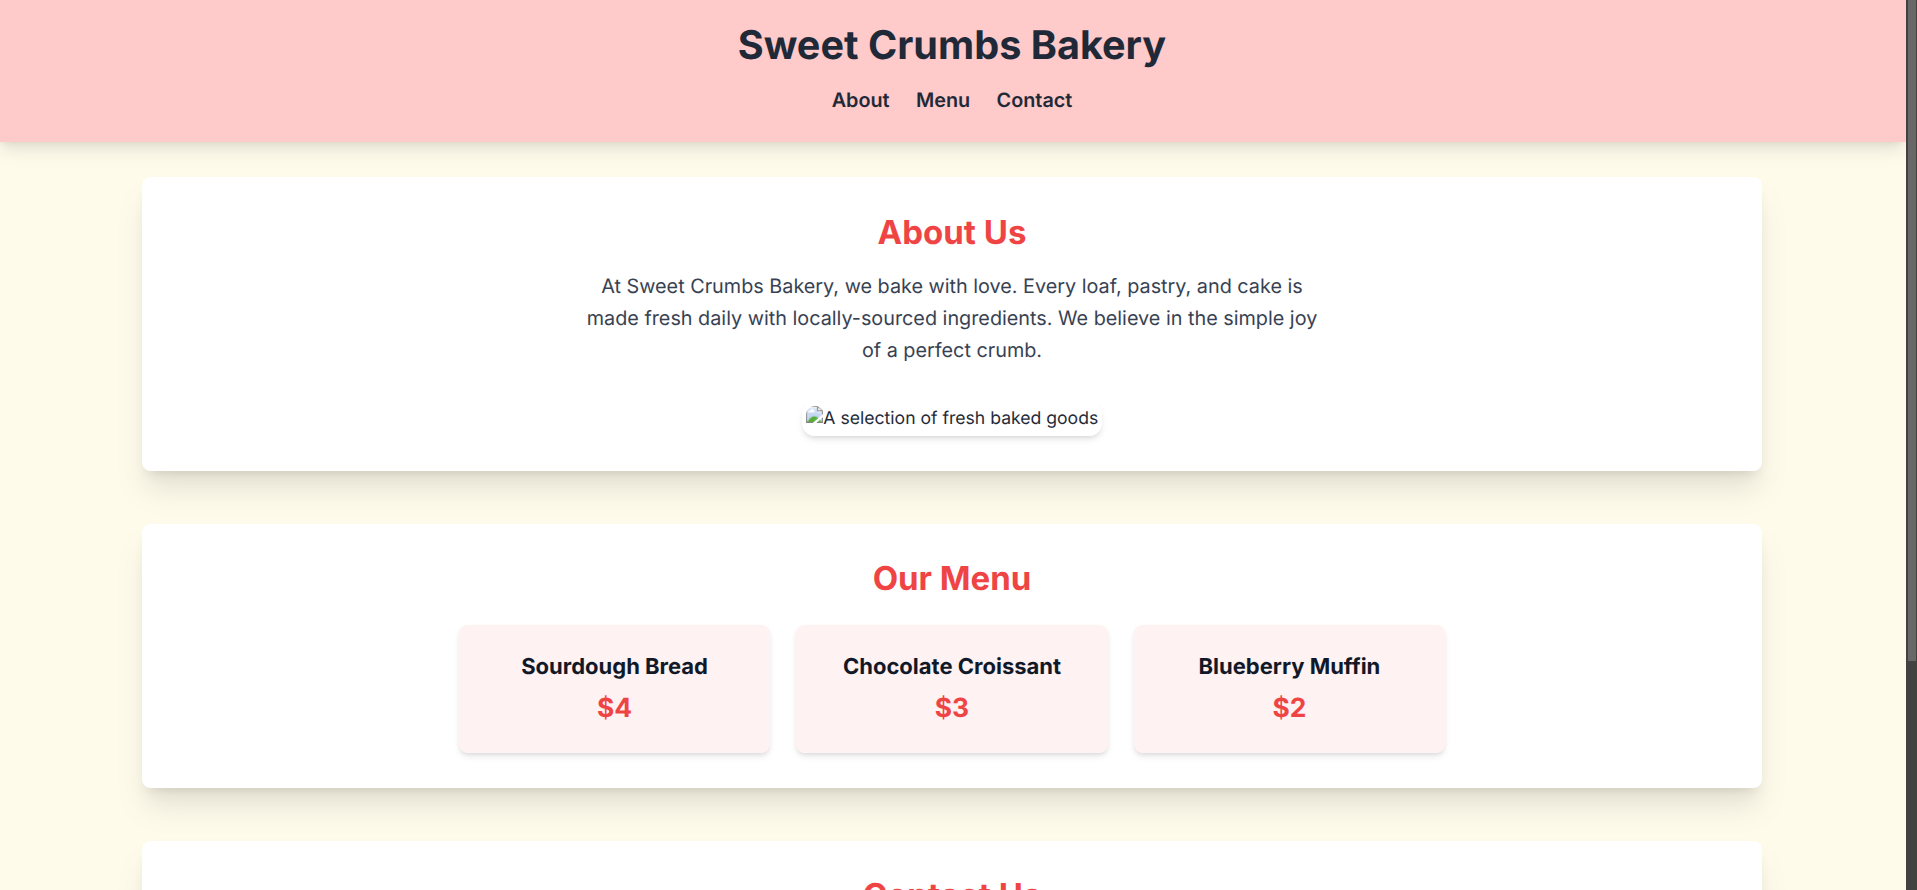 Sweet Crumbs Bakery
About Menu Contact
About Us
At Sweet Crumbs Bakery, we bake with love. Every loaf, pastry, and cake is
made fresh daily with locally-sourced ingredients. We believe in the simple joy
of a perfect crumb.
A selection of fresh baked goods
Our Menu
Sourdough Bread
$4
Chocolate Croissant
$3
Blueberry Muffin
$2
Contact Us